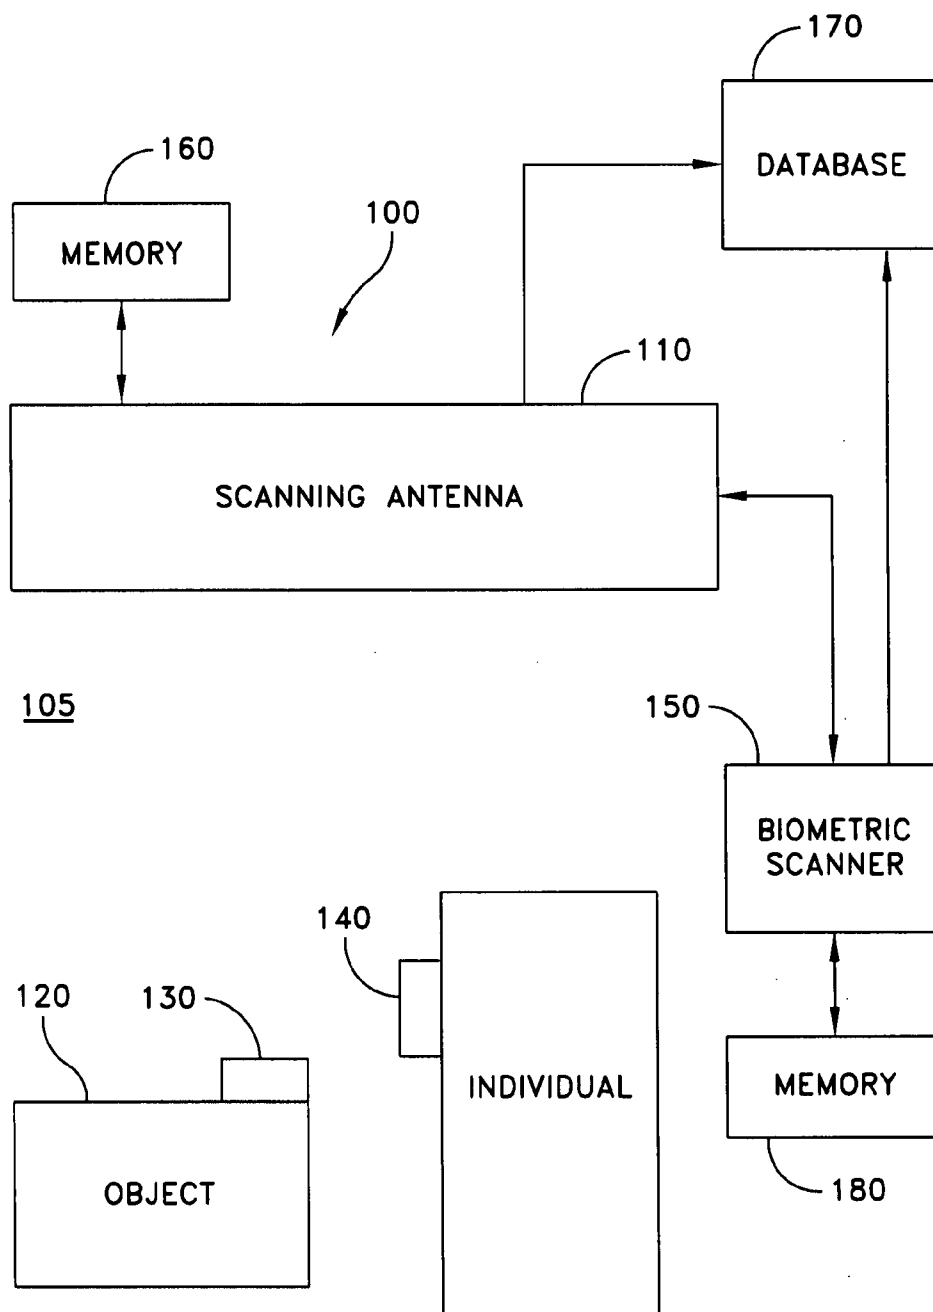 170
DATABASE
160
MEMORY
100
110
SCANNING ANTENNA
105
150
BIOMETRIC
SCANNER
140
120
130
INDIVIDUAL
MEMORY
OBJECT
180